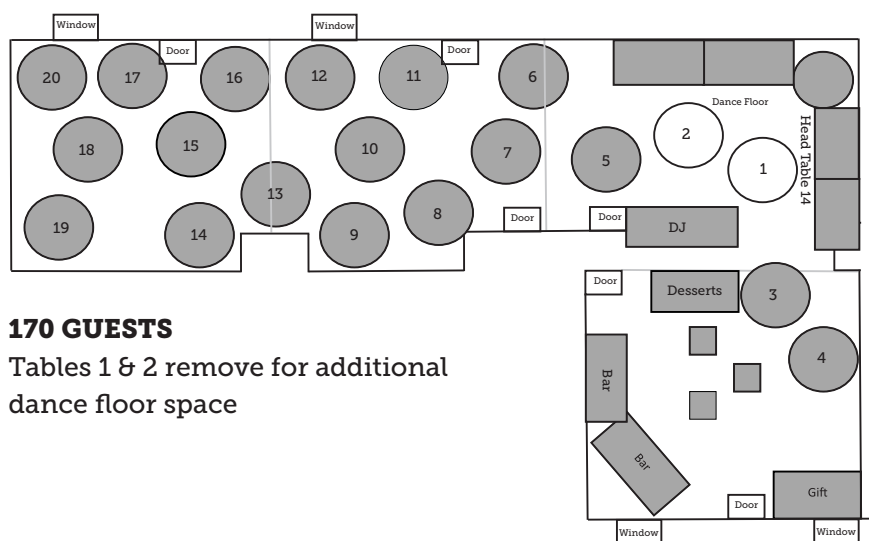 Window
Window
Door
Door
20
17
16
12
11
6
Dance Floor
2
Head Table 14
18
15
10
7
5
1
13
19
14
9
8
Door
Door
DJ
Door
Desserts
3
170 GUESTS
Tables 1 & 2 remove for additional
dance floor space
4
Bar
Bar
Gift
Door
Window
Window